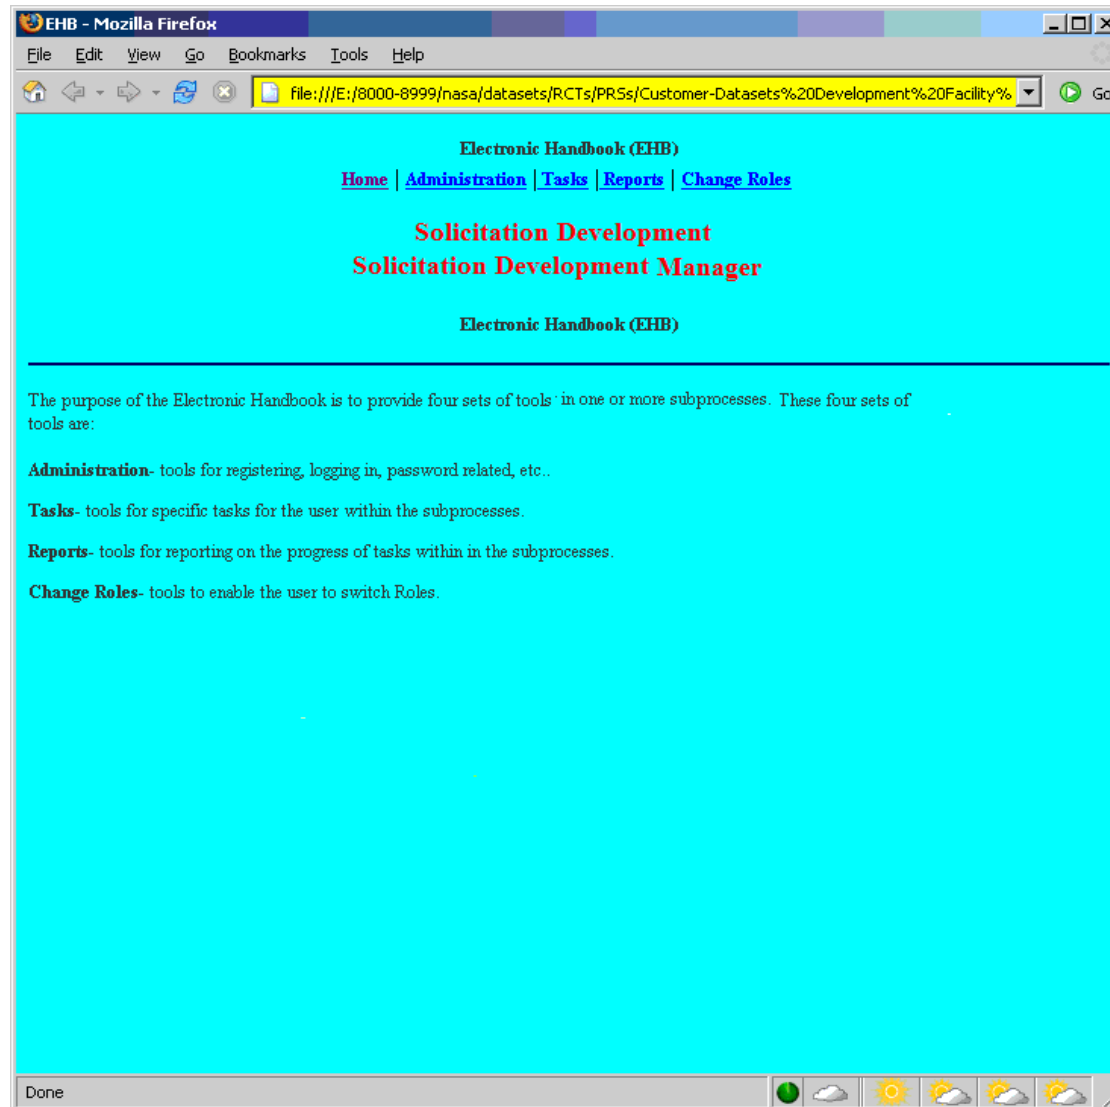 EHB - Mozilla Firefox
File Edit View Go Bookmarks Tools Help
file:///E:/8000-8999/nasa/datasets/RCTs/PRSs/Customer-Datasets%20Development%20Facility% Go
Electronic Handbook (EHB)
Home | Administration | Tasks | Reports | Change Roles
Solicitation Development
Solicitation Development Manager
Electronic Handbook (EHB)
The purpose of the Electronic Handbook is to provide four sets of tools in one or more subprocesses. These four sets of
tools are:
Administration- tools for registering, logging in, password related, etc..
Tasks- tools for specific tasks for the user within the subprocesses.
Reports- tools for reporting on the progress of tasks within in the subprocesses.
Change Roles- tools to enable the user to switch Roles.
Done